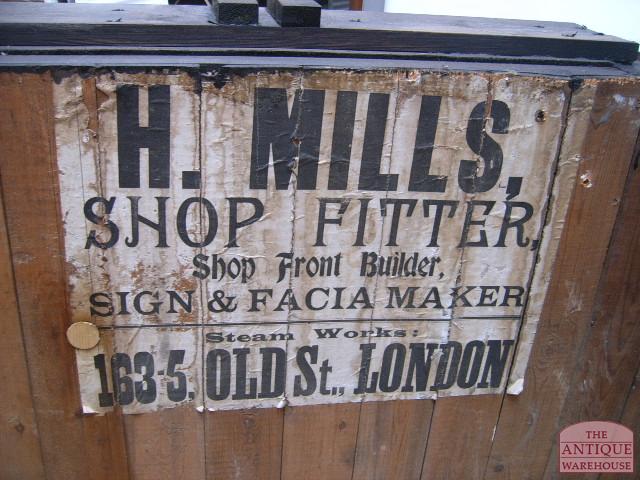 H. MILLS,
SHOP FITTER,
Shop Front Builder,
SIGN & FACIA MAKER
Steam Works:
163-5, OLD St., LONDON
THE
ANTIQUE
WAREHOUSE